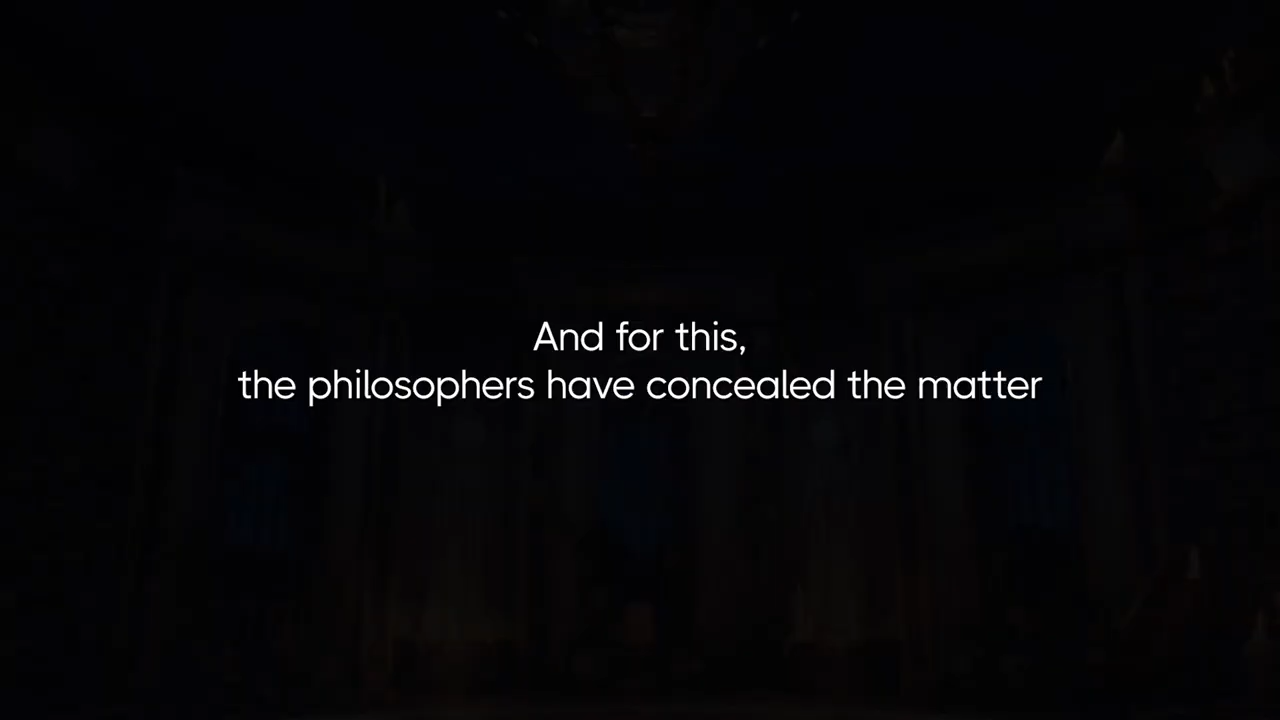 And for this,
the philosophers have concealed the matter